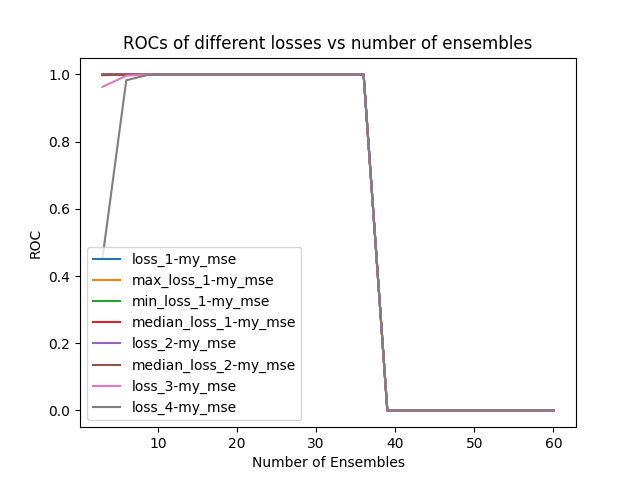 ROCs of different losses vs number of ensembles
1.0
0.8
0.6
0.4
0.2
0.0
ROC
loss_1-my_mse
max_loss_1-my_mse
min_loss_1-my_mse
median_loss_1-my_mse
loss_2-my_mse
median_loss_2-my_mse
loss_3-my_mse
loss_4-my_mse
10 20 30 40 50 60
Number of Ensembles